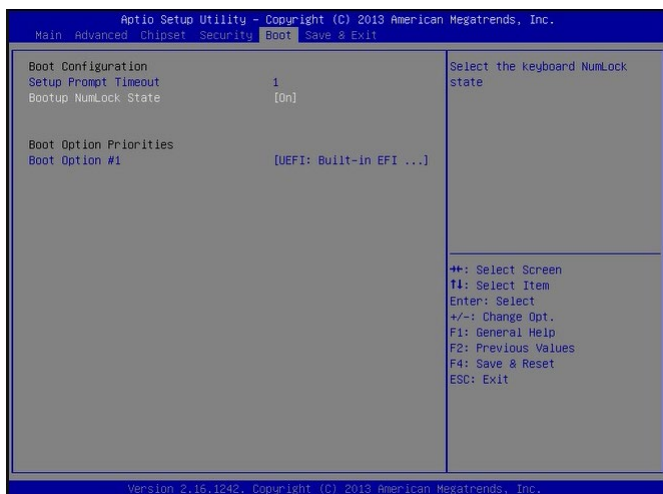 Aptio Setup Utility – Copyright (C) 2013 American Megatrends, Inc.
Main Advanced Chipset Security Boot Save & Exit
Boot Configuration
Setup Prompt Timeout 1
Bootup NumLock State [On]
Boot Option Priorities
Boot Option #1 [UEFI: Built-in EFI ...]
Select the keyboard NumLock
state
→←: Select Screen
↑↓: Select Item
Enter: Select
+/-: Change Opt.
F1: General Help
F2: Previous Values
F4: Save & Reset
ESC: Exit
Version 2.16.1242. Copyright (C) 2013 American Megatrends, Inc.